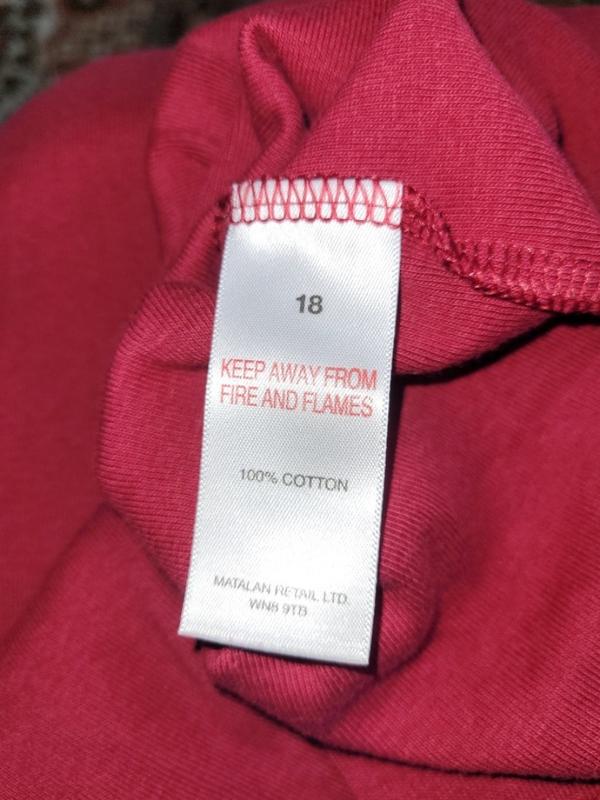 18
KEEP AWAY FROM
FIRE AND FLAMES
100% COTTON
MATALAN RETAIL LTD.
WN8 9TB